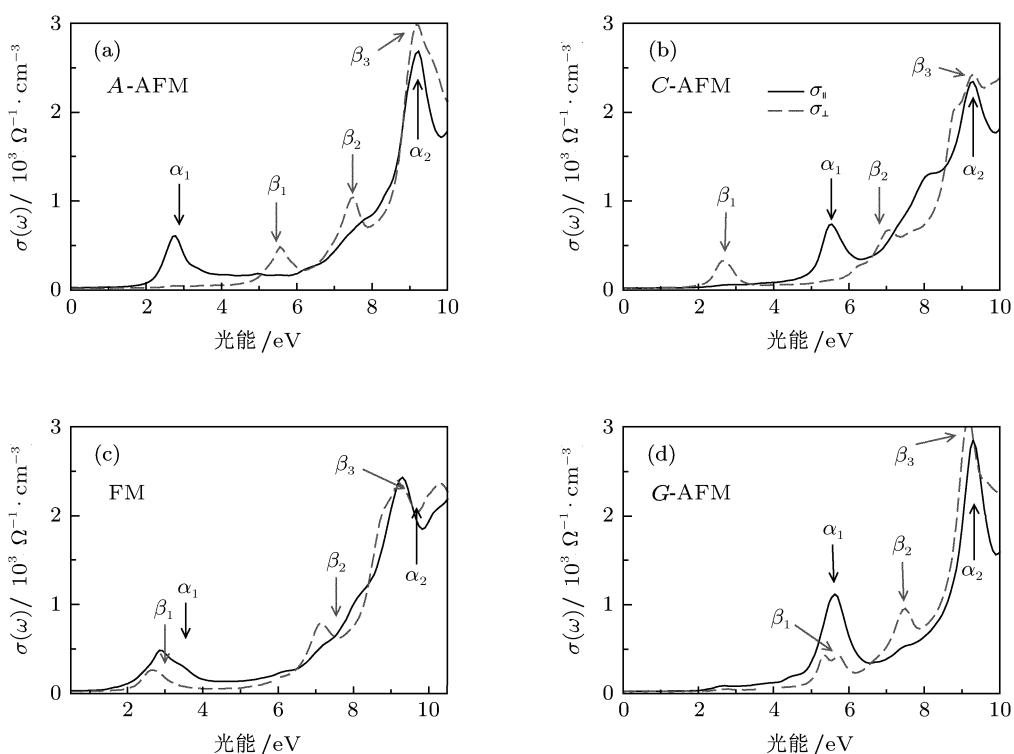 (a)
A-AFM
α₁
β₁
β₂
β₃
α₂
σ(ω)/ 10³ Ω⁻¹·cm⁻³
3
2
1
0
0 2 4 6 8 10
光能 /eV
(b)
C-AFM
σ∥
σ⊥
β₁
α₁
β₂
β₃
α₂
σ(ω)/ 10³ Ω⁻¹·cm⁻³
3
2
1
0
0 2 4 6 8 10
光能 /eV
(c)
FM
β₁
α₁
β₂
β₃
α₂
σ(ω)/ 10³ Ω⁻¹·cm⁻³
3
2
1
0
2 4 6 8 10
光能 /eV
(d)
G-AFM
β₁
α₁
β₂
β₃
α₂
σ(ω)/ 10³ Ω⁻¹·cm⁻³
3
2
1
0
0 2 4 6 8 10
光能 /eV